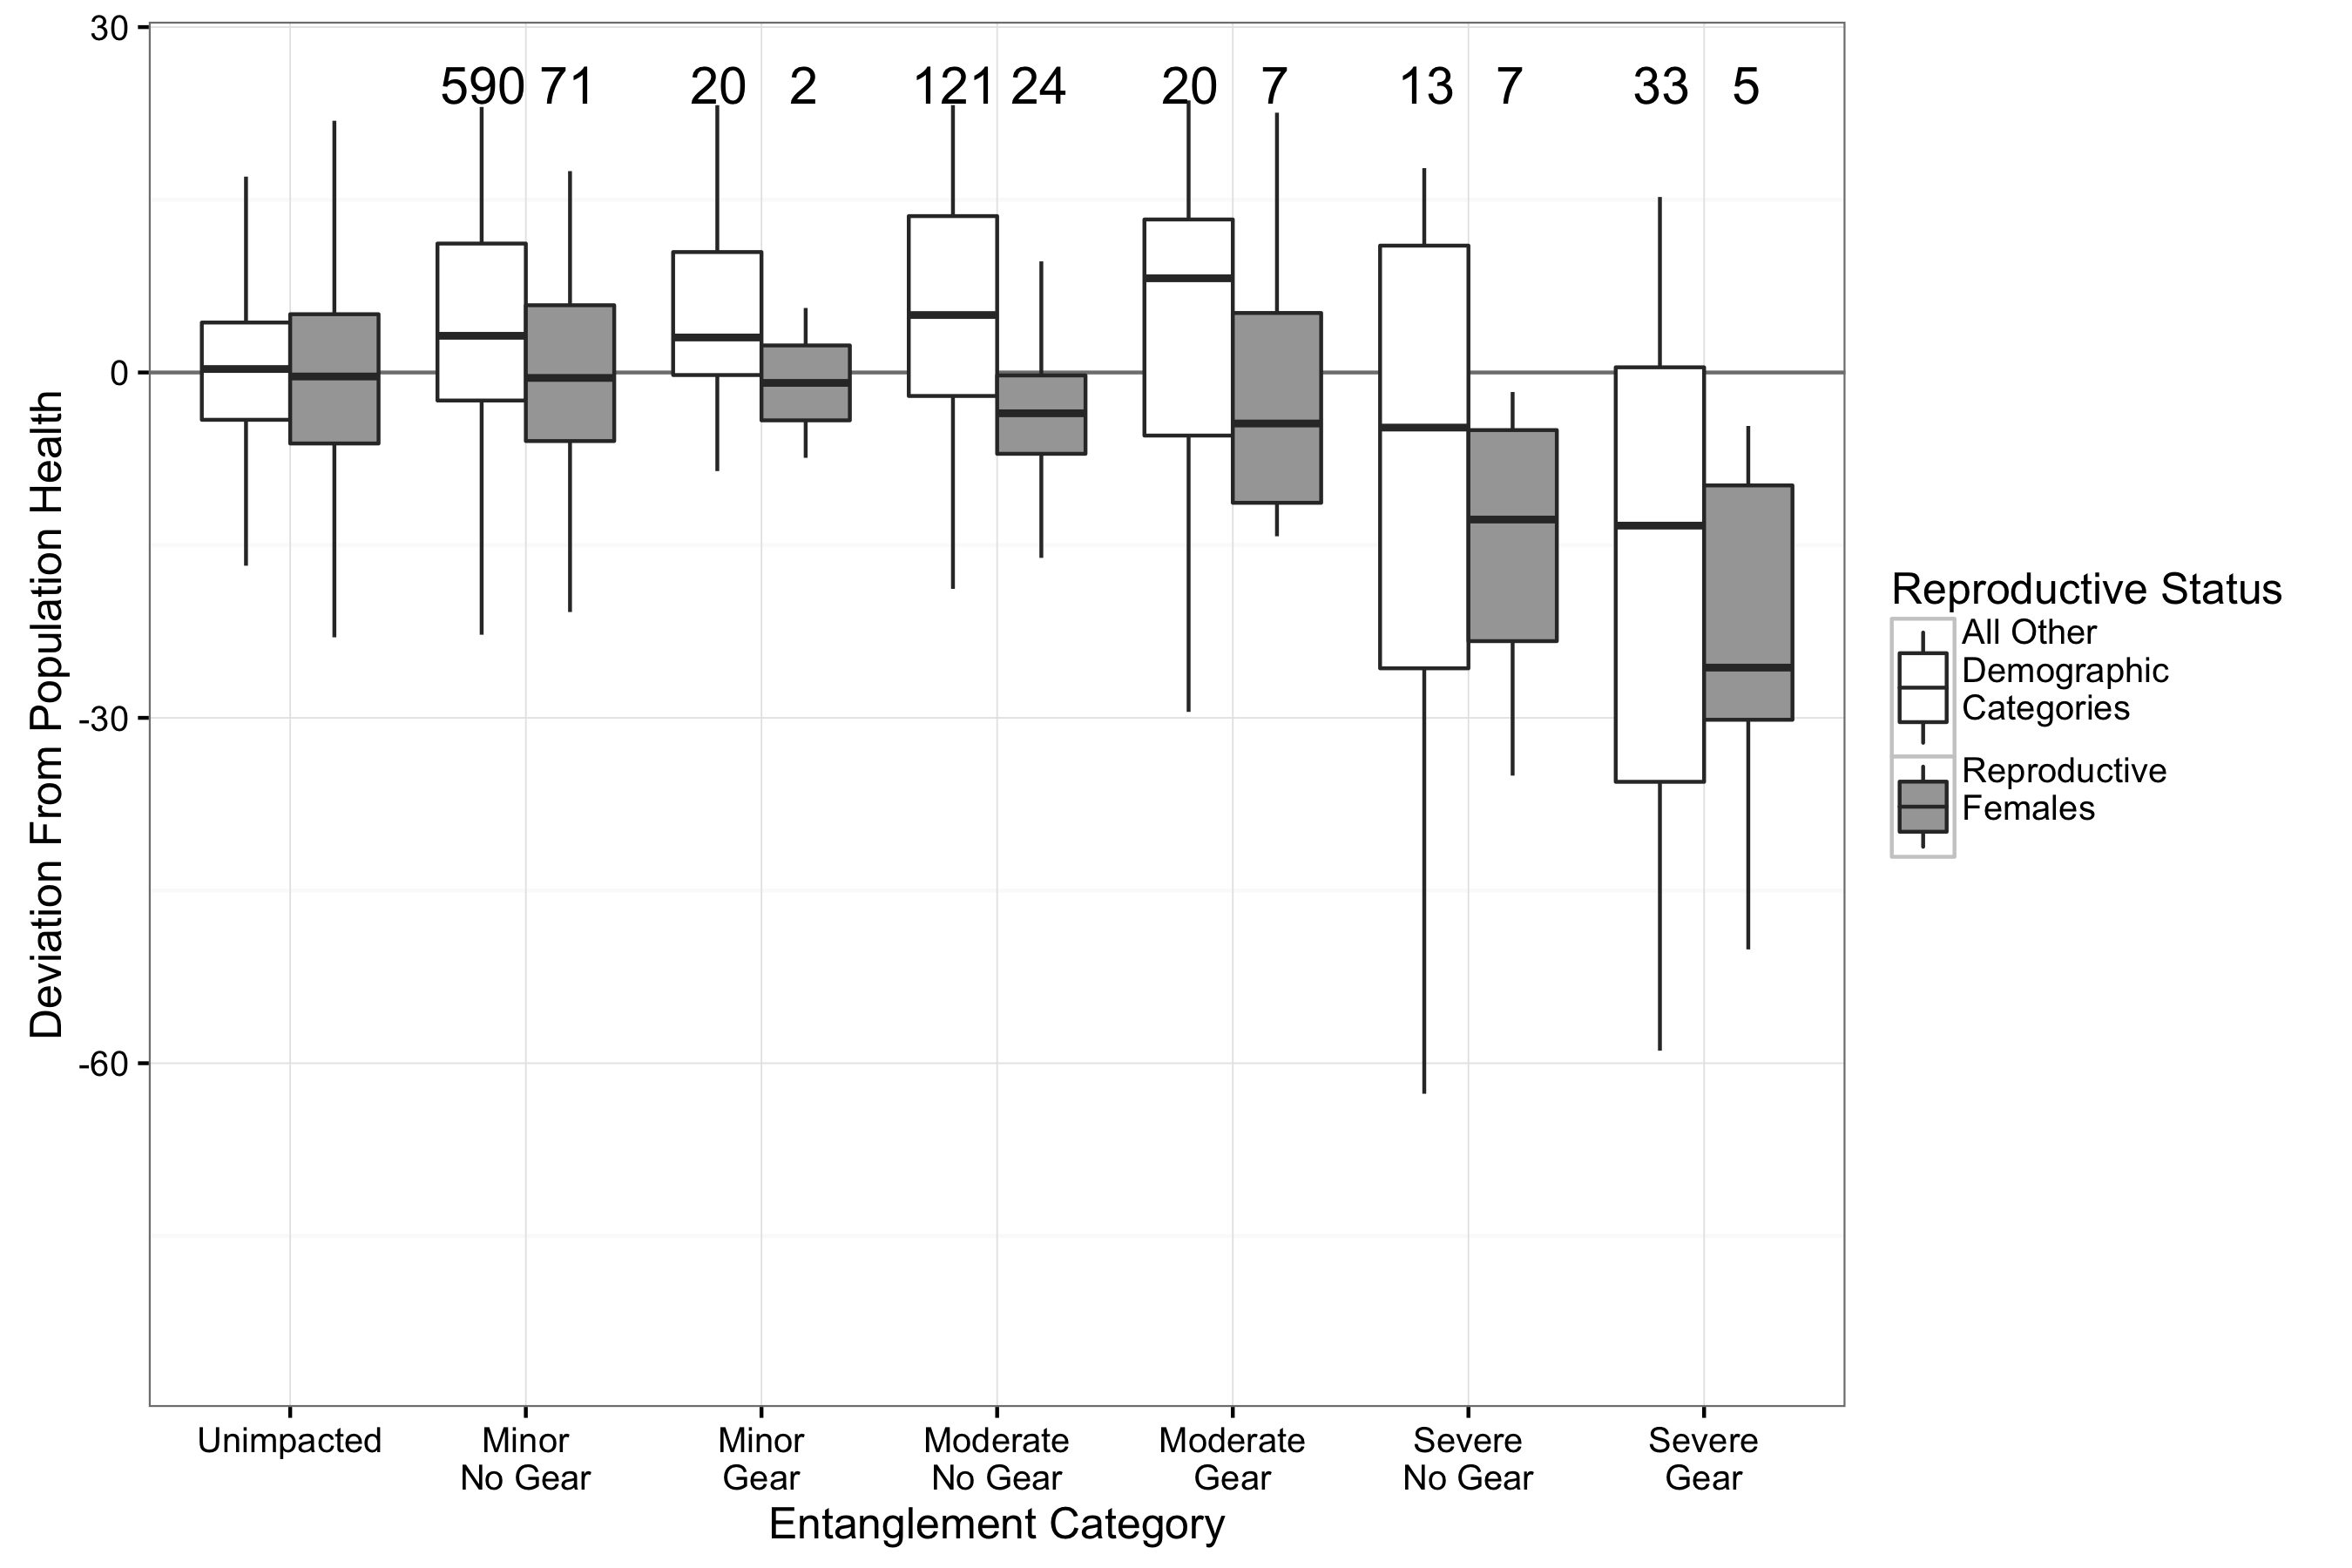 30
590 71 20 2 121 24 20 7 13 7 33 5
0
-30
-60
Deviation From Population Health
Unimpacted
Minor
No Gear
Minor
Gear
Moderate
No Gear
Moderate
Gear
Severe
No Gear
Severe
Gear
Entanglement Category
Reproductive Status
All Other
Demographic
Categories
Reproductive
Females